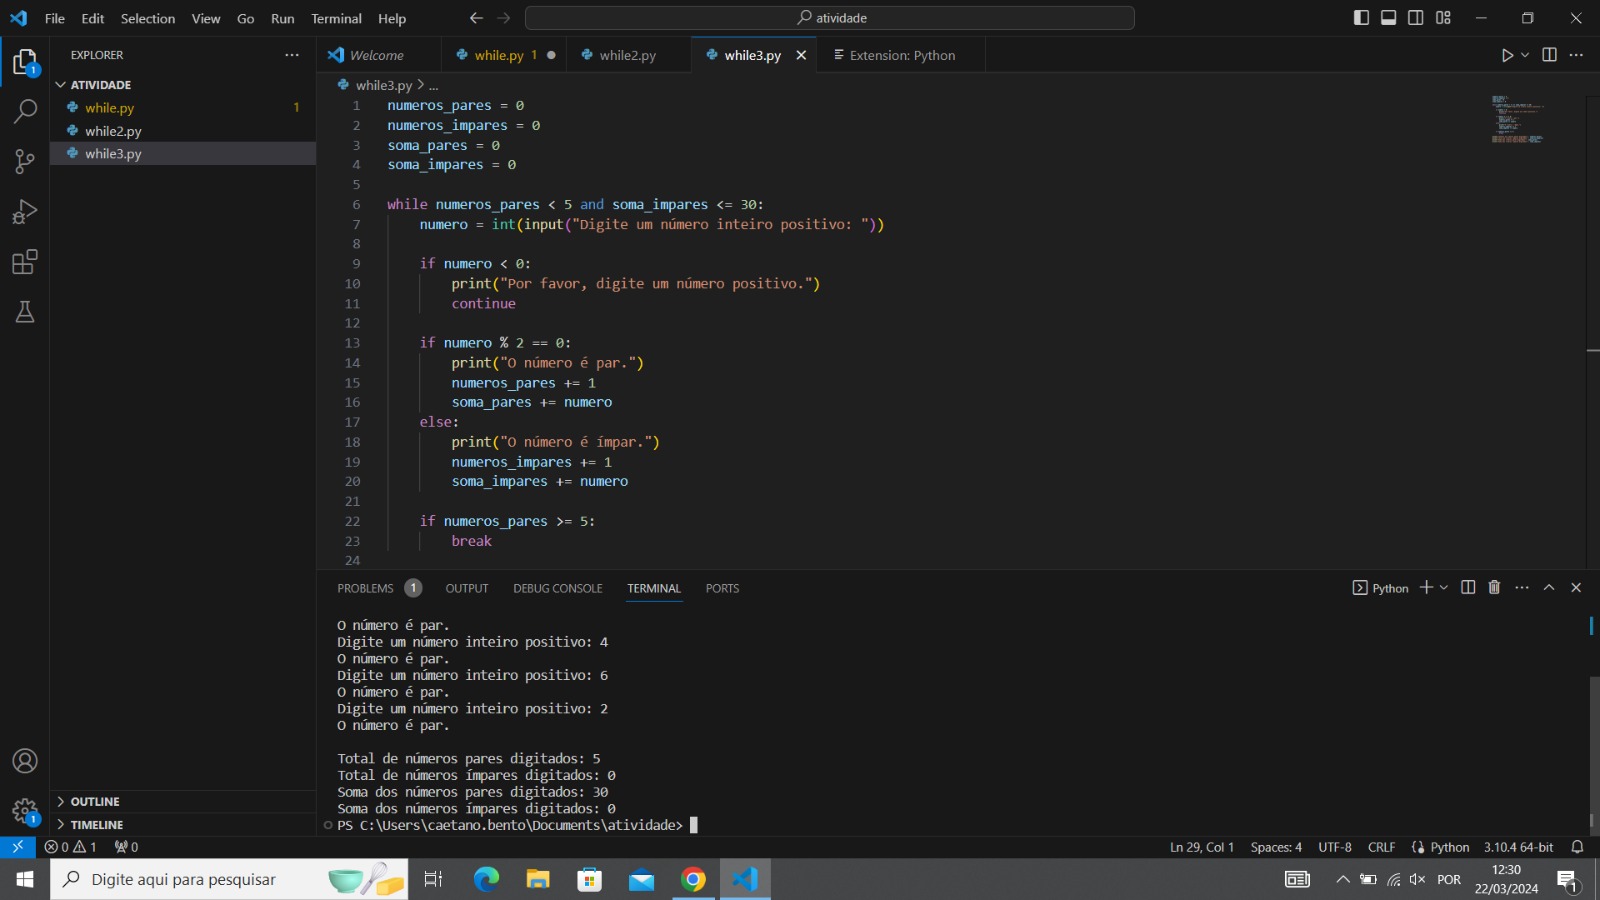 File Edit Selection View Go Run Terminal Help
atividade
EXPLORER
Welcome
while.py 1
while2.py
while3.py
Extension: Python
ATIVIDADE
while.py 1
while2.py
while3.py
while3.py > ...
1 numeros_pares = 0
2 numeros_impares = 0
3 soma_pares = 0
4 soma_impares = 0
5
6 while numeros_pares < 5 and soma_impares <= 30:
7 numero = int(input("Digite um número inteiro positivo: "))
8
9 if numero < 0:
10 print("Por favor, digite um número positivo.")
11 continue
12
13 if numero % 2 == 0:
14 print("O número é par.")
15 numeros_pares += 1
16 soma_pares += numero
17 else:
18 print("O número é ímpar.")
19 numeros_impares += 1
20 soma_impares += numero
21
22 if numeros_pares >= 5:
23 break
24
PROBLEMS 1 OUTPUT DEBUG CONSOLE TERMINAL PORTS
Python
O número é par.
Digite um número inteiro positivo: 4
O número é par.
Digite um número inteiro positivo: 6
O número é par.
Digite um número inteiro positivo: 2
O número é par.
Total de números pares digitados: 5
Total de números ímpares digitados: 0
Soma dos números pares digitados: 30
Soma dos números ímpares digitados: 0
PS C:\Users\caetano.bento\Documents\atividade>
OUTLINE
TIMELINE
1
1
0 1 0
Ln 29, Col 1 Spaces: 4 UTF-8 CRLF Python 3.10.4 64-bit
Digite aqui para pesquisar
POR
12:30
22/03/2024
1